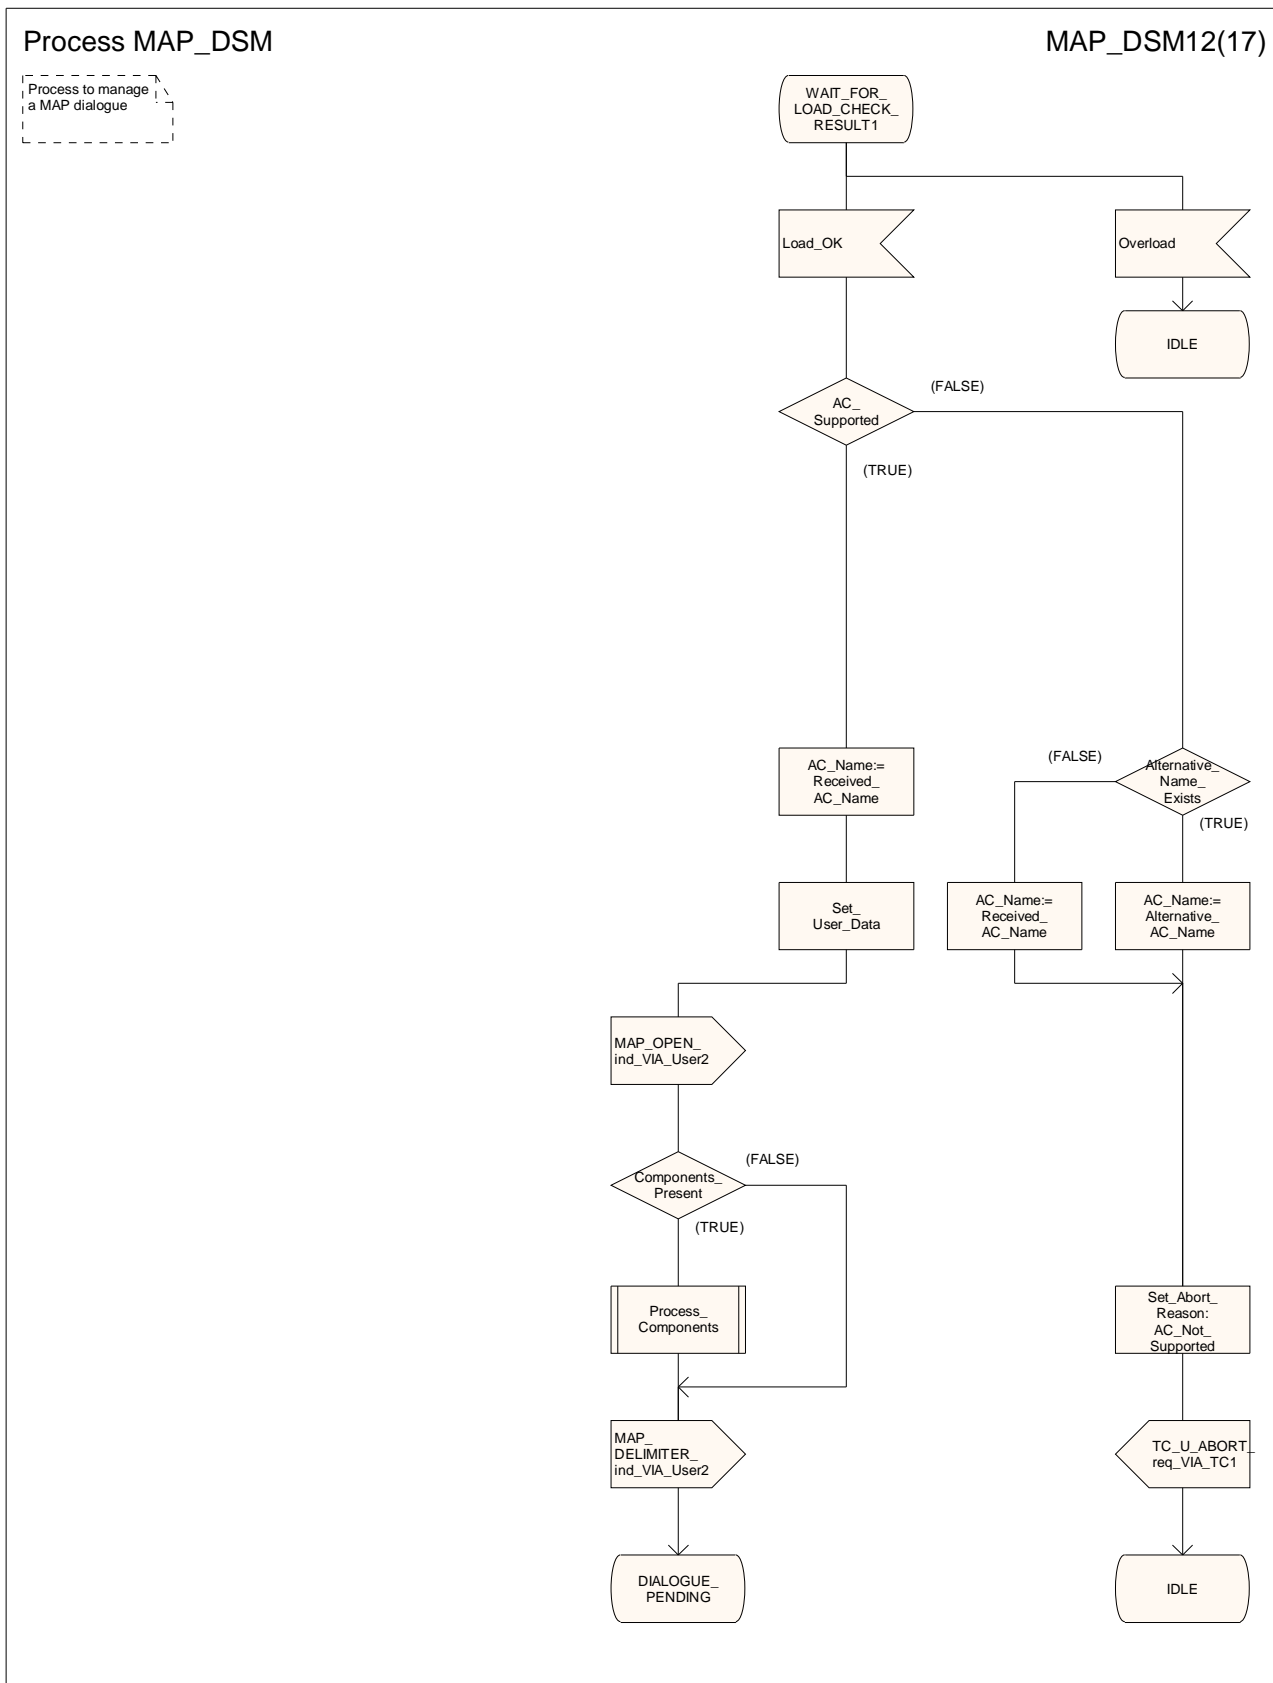 Process MAP_DSM
MAP_DSM12(17)
Process to manage
a MAP dialogue
WAIT_FOR_
LOAD_CHECK_
RESULT1
Load_OK
Overload
IDLE
AC_
Supported
(FALSE)
(TRUE)
AC_Name:=
Received_
AC_Name
(FALSE)
Alternative_
Name_
Exists
(TRUE)
Set_
User_Data
AC_Name:=
Received_
AC_Name
AC_Name:=
Alternative_
AC_Name
MAP_OPEN_
ind_VIA_User2
Components_
Present
(FALSE)
(TRUE)
Process_
Components
Set_Abort_
Reason:
AC_Not_
Supported
MAP_
DELIMITER_
ind_VIA_User2
TC_U_ABORT_
req_VIA_TC1
DIALOGUE_
PENDING
IDLE